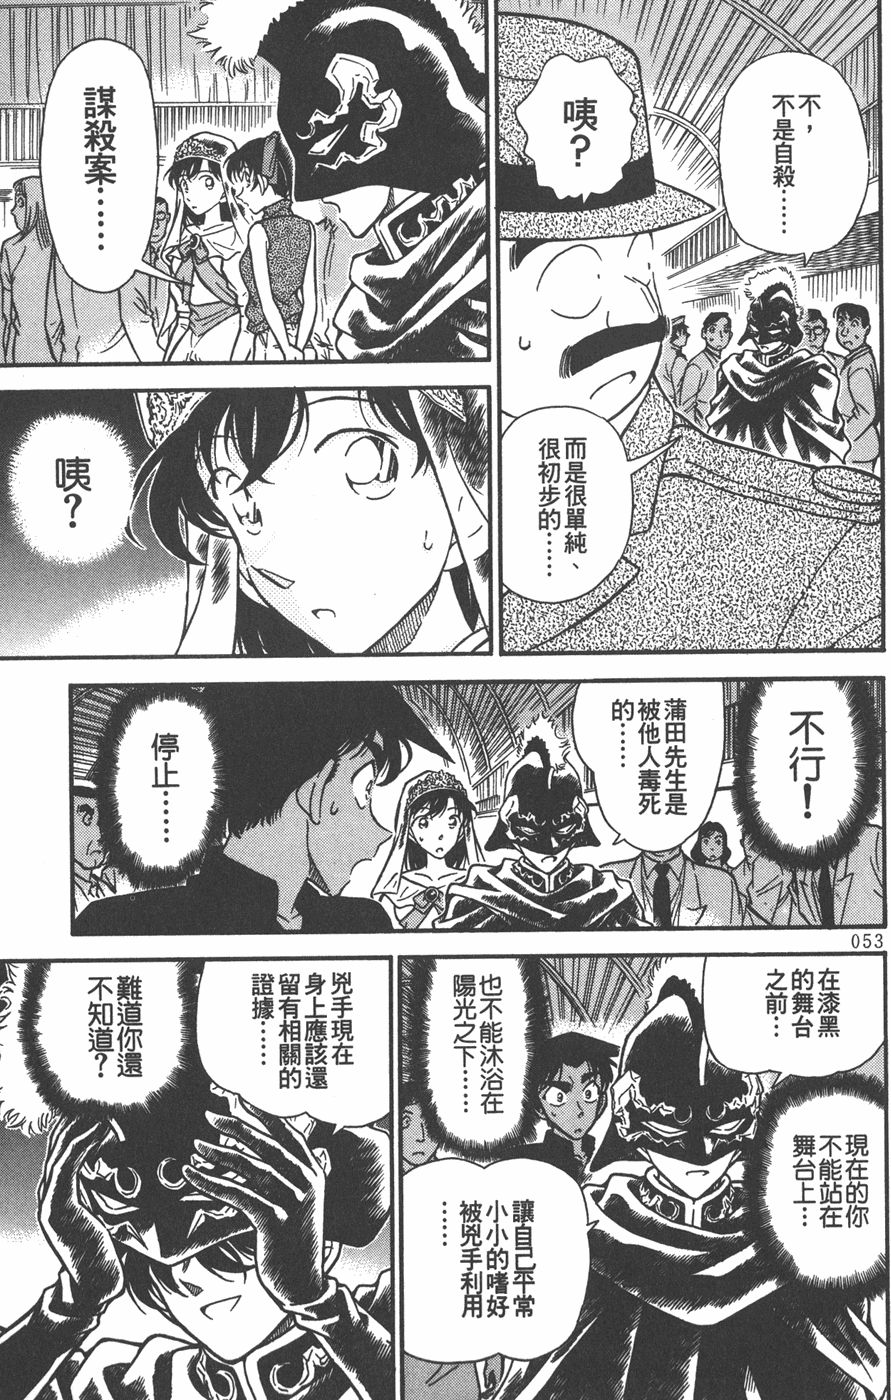 不，
不是自殺……
咦？
而是很單純、
很初步的……
謀殺案……
咦？
不行！
蒲田先生是
被他人毒死
的……
停止……
053
在漆黑
的舞台
之前…
現在的你
不能站在
舞台上…
也不能沐浴在
陽光之下……
讓自己平常
小小的嗜好
被兇手利用
兇手現在
身上應該還
留有相關的
證據……
難道你還
不知道？